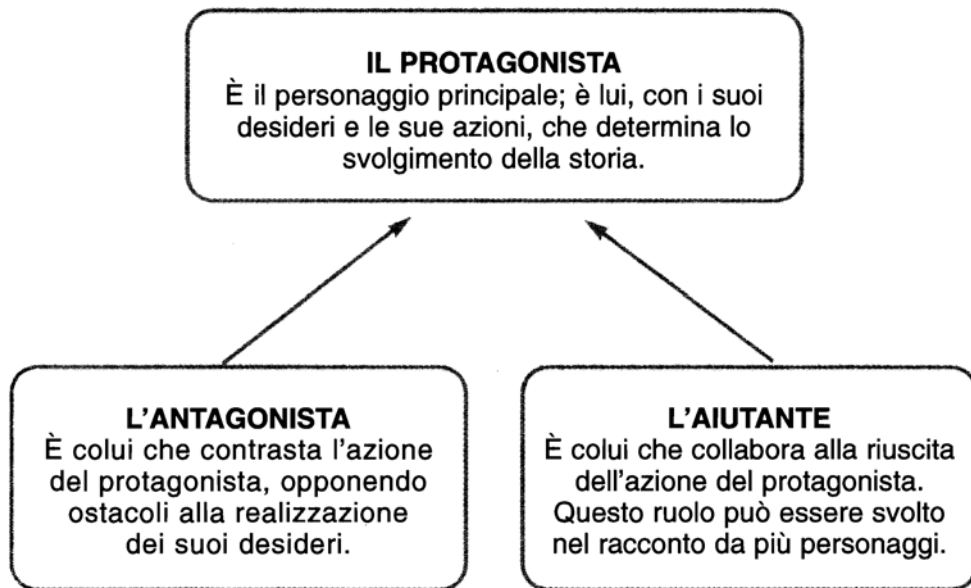 IL PROTAGONISTA
È il personaggio principale; è lui, con i suoi
desideri e le sue azioni, che determina lo
svolgimento della storia.
L'ANTAGONISTA
È colui che contrasta l'azione
del protagonista, opponendo
ostacoli alla realizzazione
dei suoi desideri.
L'AIUTANTE
È colui che collabora alla riuscita
dell'azione del protagonista.
Questo ruolo può essere svolto
nel racconto da più personaggi.